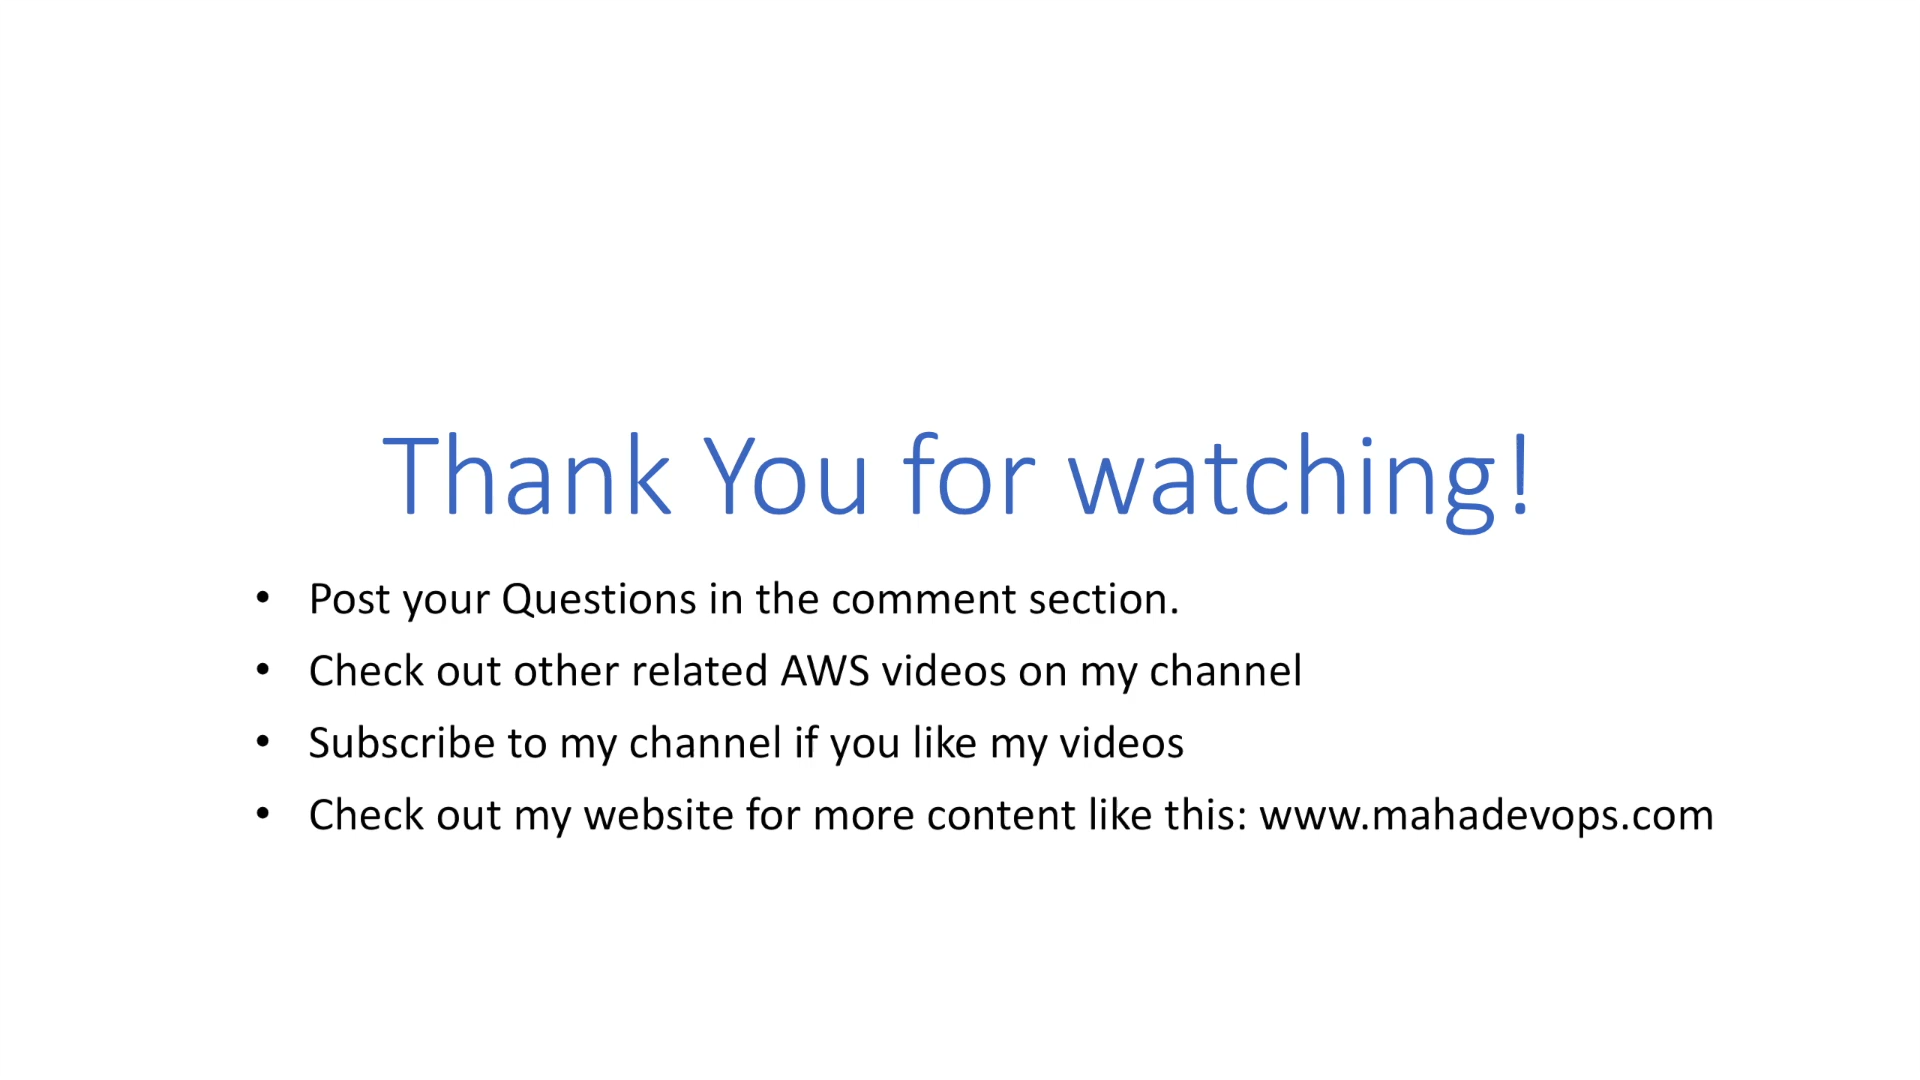 Thank You for watching!
• Post your Questions in the comment section.
• Check out other related AWS videos on my channel
• Subscribe to my channel if you like my videos
• Check out my website for more content like this: www.mahadevops.com